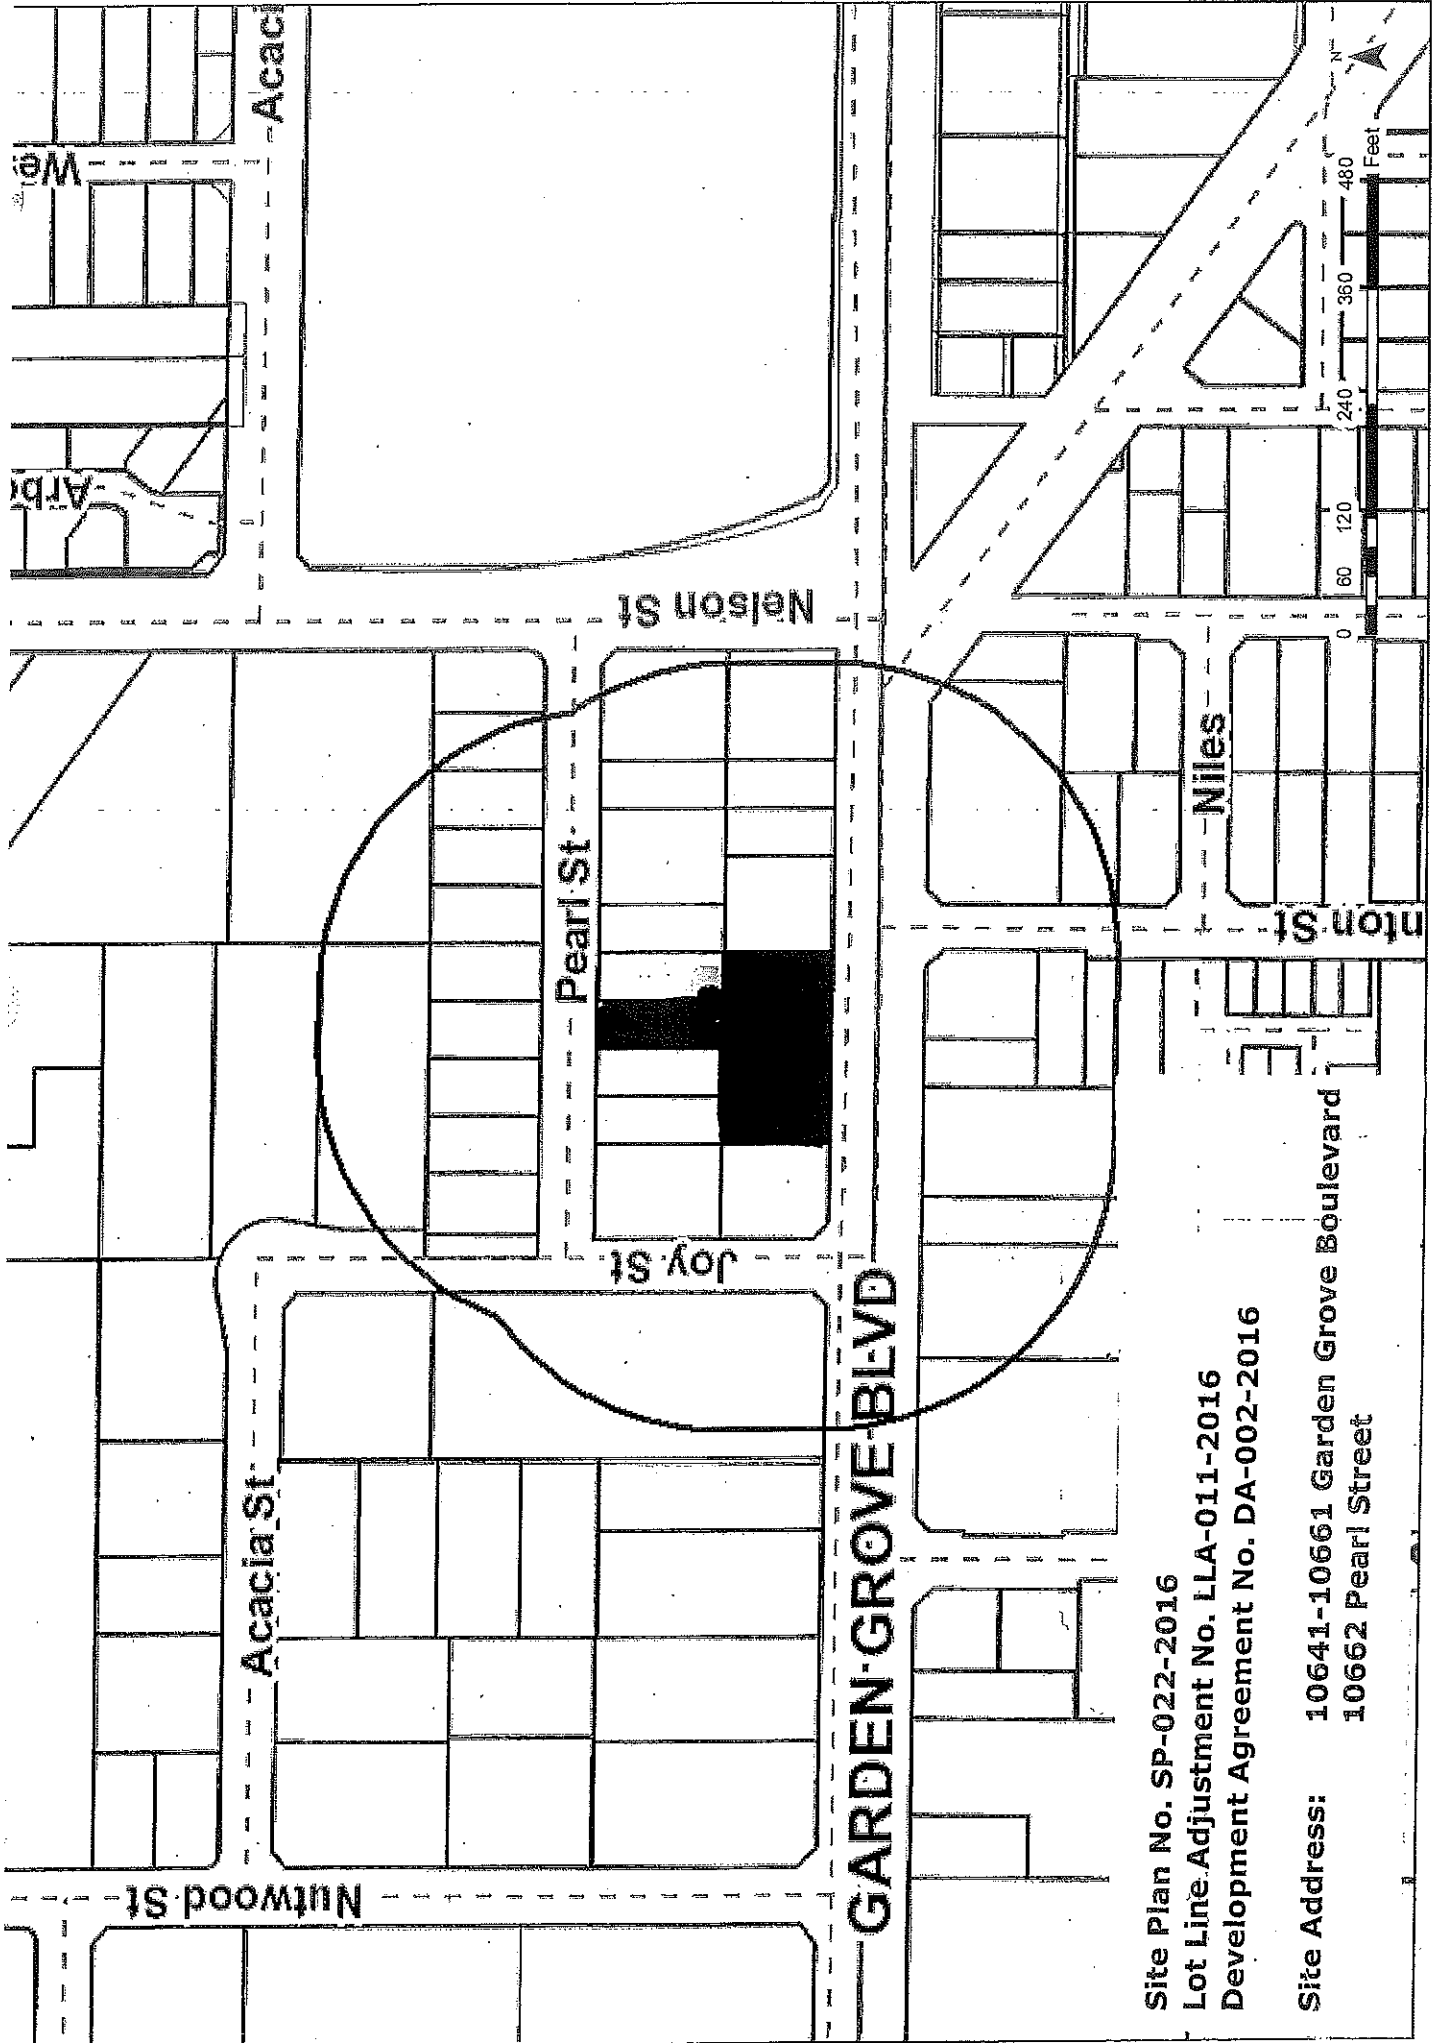 We
Acaci
Arbo
Nelson St
Pearl St
Joy St
Acacia St
Nutwood St
GARDEN GROVE BLVD
Niles
nton St
N
0 60 120 240 360 480
Feet
Site Plan No. SP-022-2016
Lot Line Adjustment No. LLA-011-2016
Development Agreement No. DA-002-2016
Site Address: 10641-10661 Garden Grove Boulevard
10662 Pearl Street